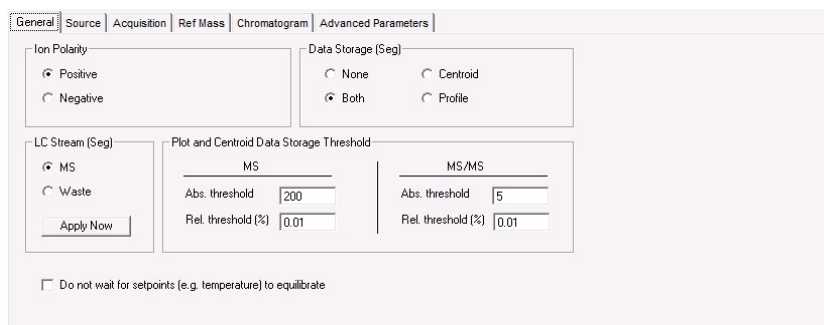 General Source Acquisition Ref Mass Chromatogram Advanced Parameters
Ion Polarity
Positive
Negative
Data Storage (Seg)
None Centroid
Both Profile
LC Stream (Seg)
MS
Waste
Apply Now
Plot and Centroid Data Storage Threshold
MS
Abs. threshold 200
Rel. threshold (%) 0.01
MS/MS
Abs. threshold 5
Rel. threshold (%) 0.01
Do not wait for setpoints (e.g. temperature) to equilibrate